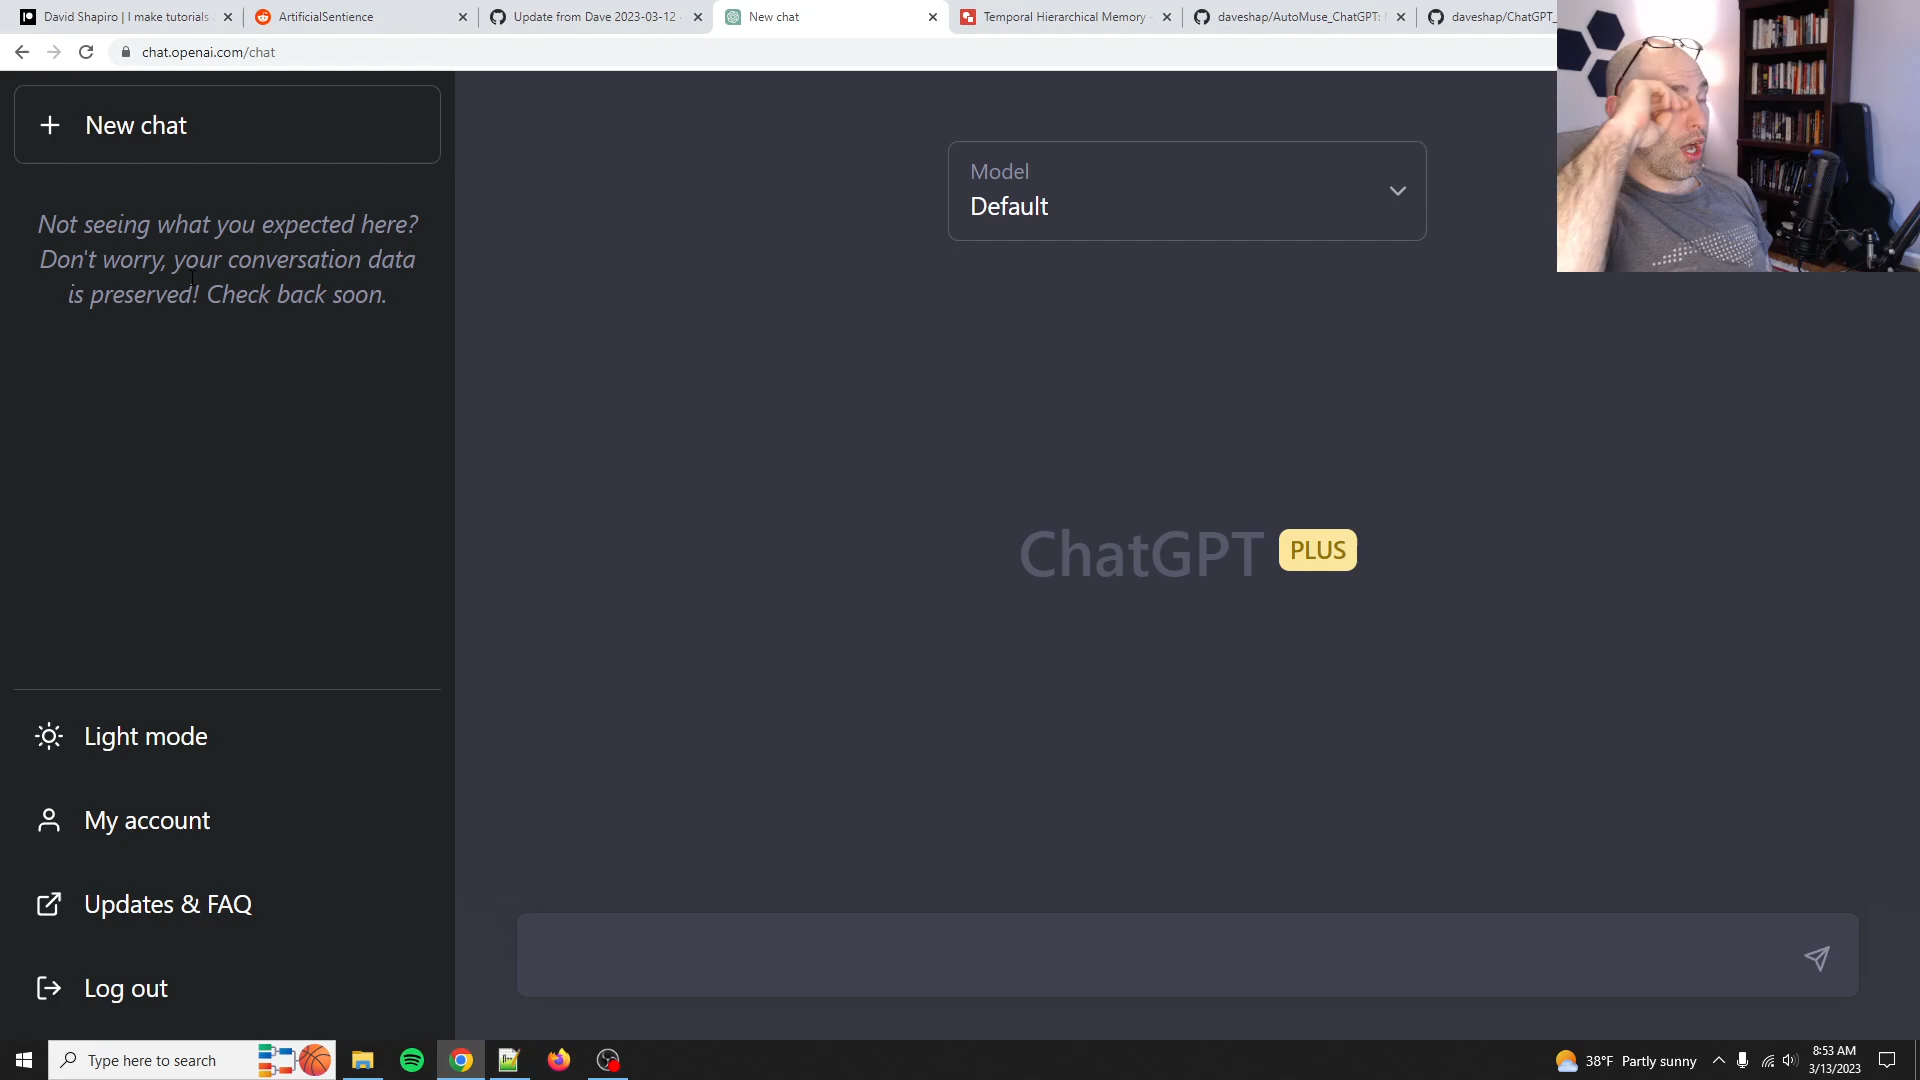 David Shapiro | I make tutorials
ArtificialSentience
Update from Dave 2023-03-12
New chat
Temporal Hierarchical Memory
daveshap/AutoMuse_ChatGPT:
daveshap/ChatGPT_
chat.openai.com/chat
New chat
Not seeing what you expected here?
Don't worry, your conversation data
is preserved! Check back soon.
Model
Default
ChatGPT PLUS
Light mode
My account
Updates & FAQ
Log out
Type here to search
38°F Partly sunny
8:53 AM
3/13/2023